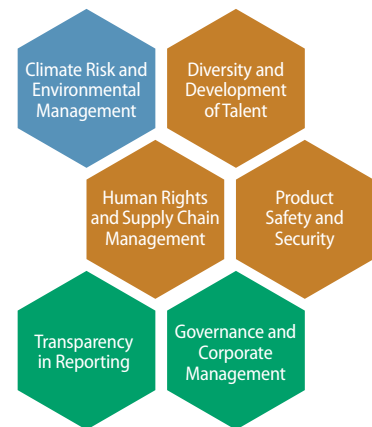 Climate Risk and
Environmental
Management
Diversity and
Development
of Talent
Human Rights
and Supply Chain
Management
Product
Safety and
Security
Transparency
in Reporting
Governance and
Corporate
Management